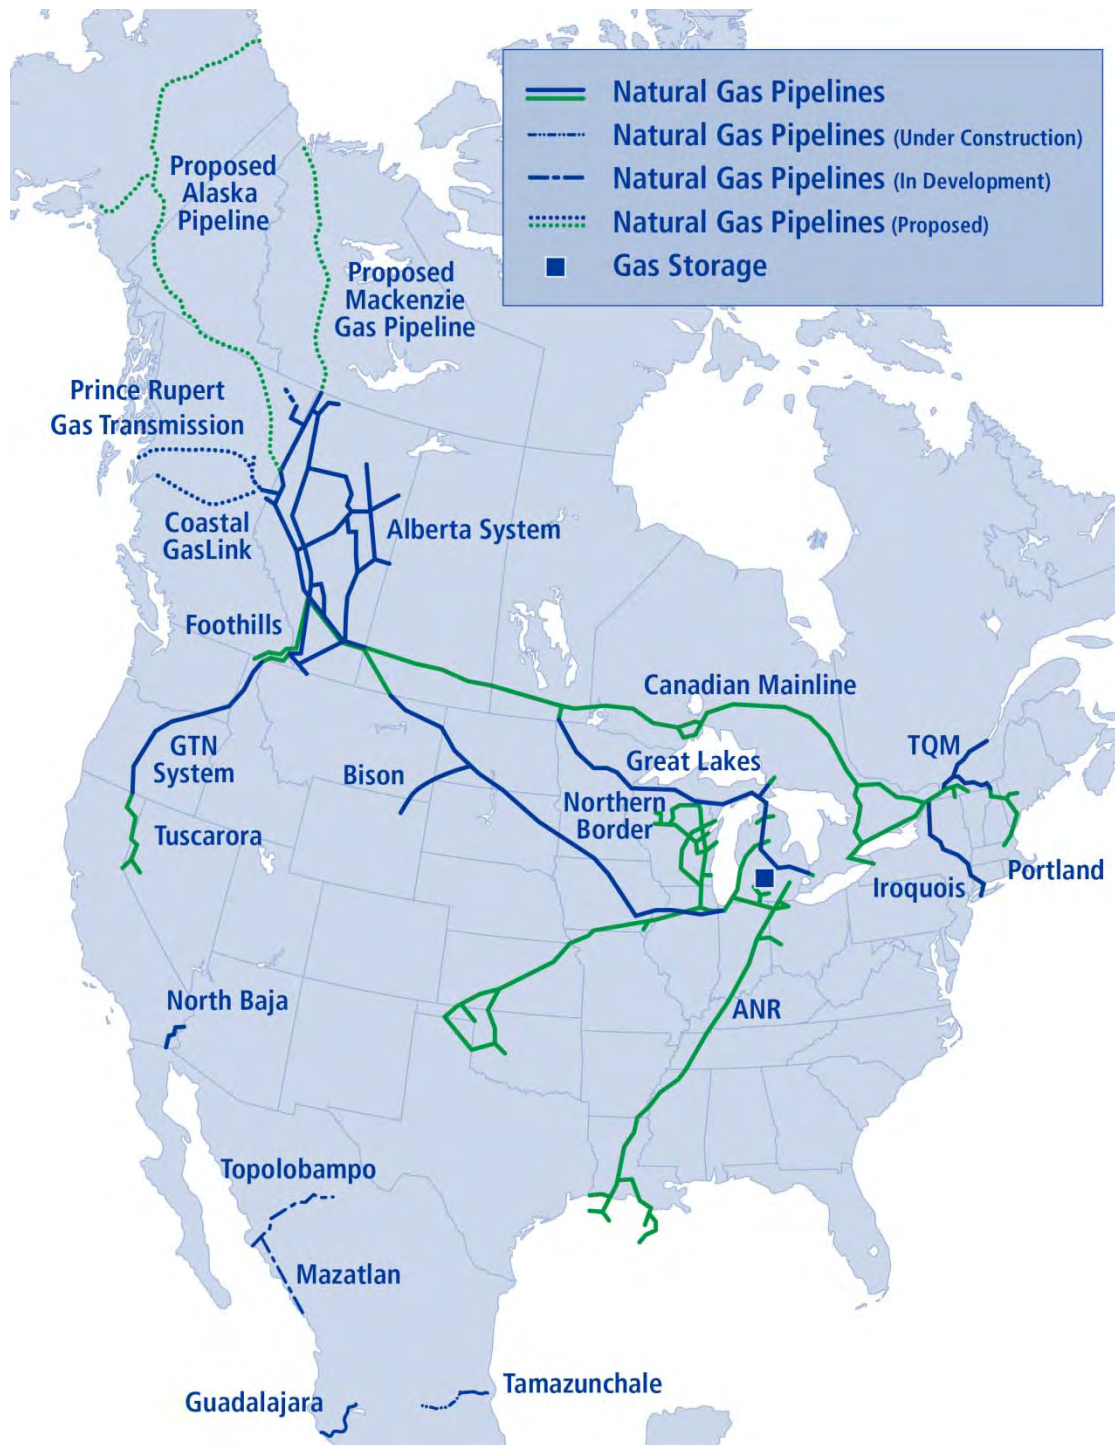 Natural Gas Pipelines
Natural Gas Pipelines (Under Construction)
Natural Gas Pipelines (In Development)
Natural Gas Pipelines (Proposed)
Gas Storage
Proposed
Alaska
Pipeline
Proposed
Mackenzie
Gas Pipeline
Prince Rupert
Gas Transmission
Coastal
GasLink
Alberta System
Foothills
Canadian Mainline
GTN
System
Bison
Great Lakes
TQM
Northern
Border
Tuscarora
Iroquois
Portland
North Baja
ANR
Topolobampo
Mazatlan
Guadalajara
Tamazunchale